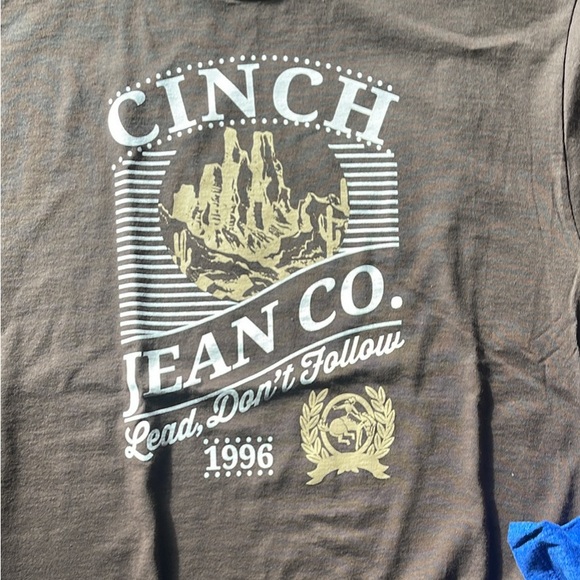 CINCH
JEAN CO.
Lead, Don't Follow
1996